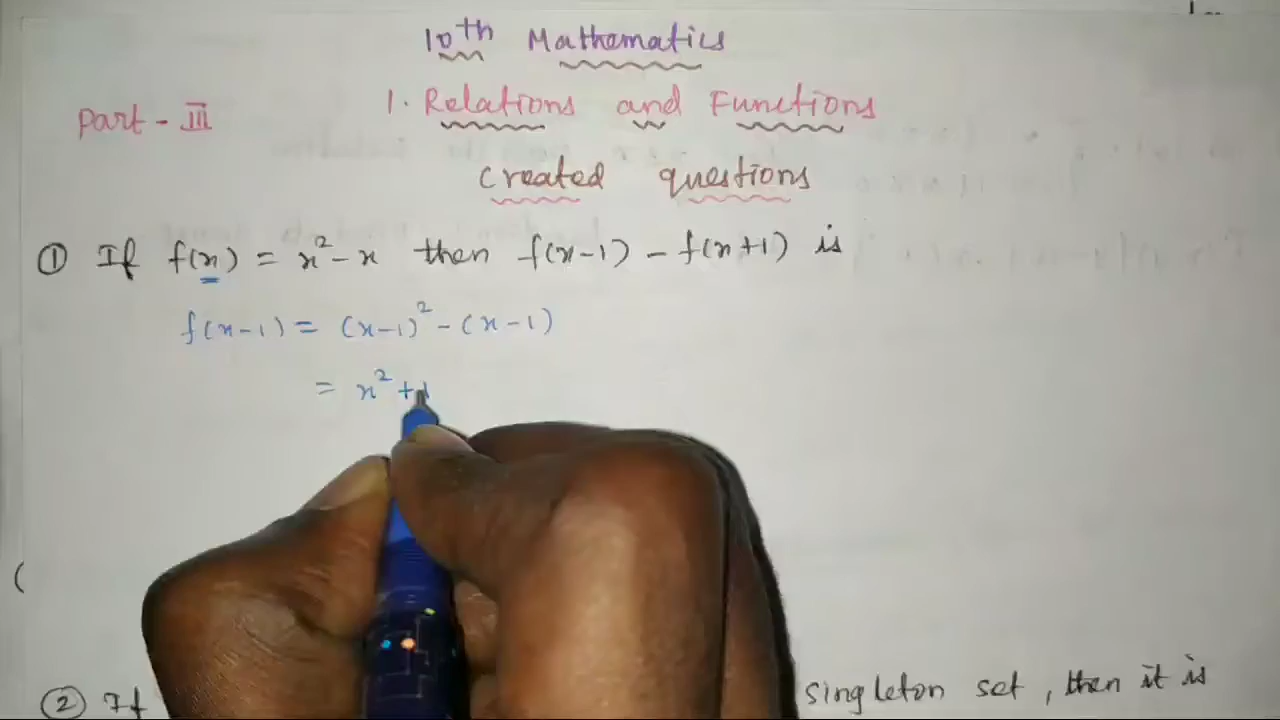 10th Mathematics
Part - III
1. Relations and Functions
Created questions
① If f(x) = x² - x then f(x-1) - f(x+1) is
f(x-1) = (x-1)² - (x-1)
= x² +
② If singleton set, then it is